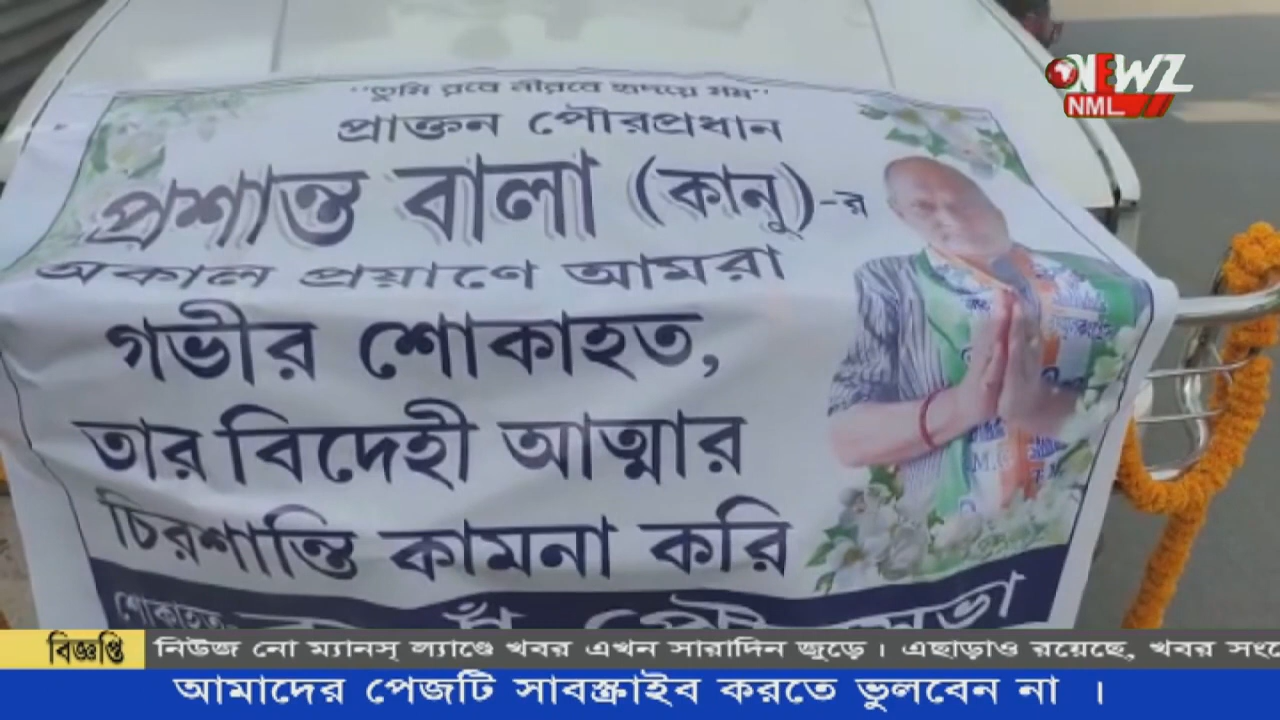 "তুমি রবে নীরবে হৃদয়ে মম"
প্রাক্তন পৌরপ্রধান
প্রশান্ত বালা (কানু)-র
অকাল প্রয়াণে আমরা
গভীর শোকাহত,
তার বিদেহী আত্মার
চিরশান্তি কামনা করি
শোকাহত
NEWZ
NML
বিজ্ঞপ্তি
নিউজ নো ম্যানস্ ল্যাণ্ডে খবর এখন সারাদিন জুড়ে । এছাড়াও রয়েছে, খবর সংে
আমাদের পেজটি সাবস্ক্রাইব করতে ভুলবেন না ।